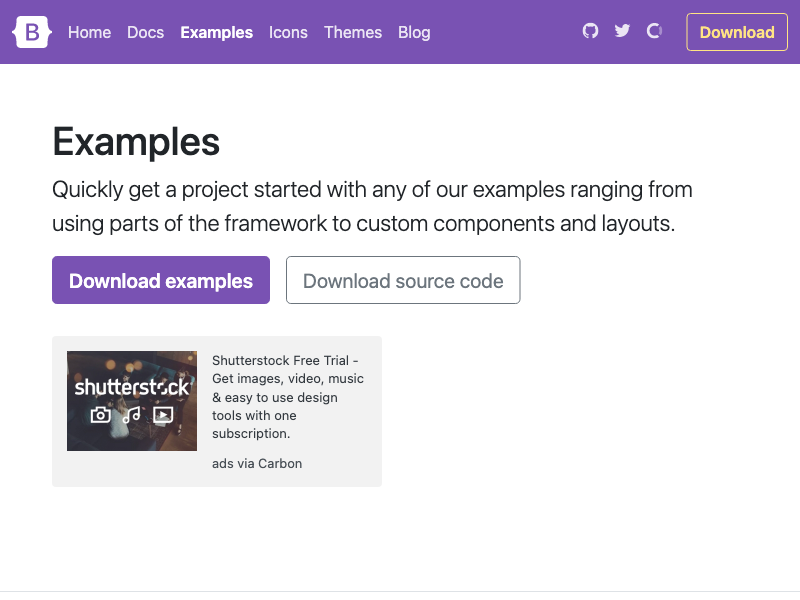 B Home Docs Examples Icons Themes Blog Download
Examples
Quickly get a project started with any of our examples ranging from
using parts of the framework to custom components and layouts.
Download examples Download source code
shutterstock
Shutterstock Free Trial -
Get images, video, music
& easy to use design
tools with one
subscription.
ads via Carbon